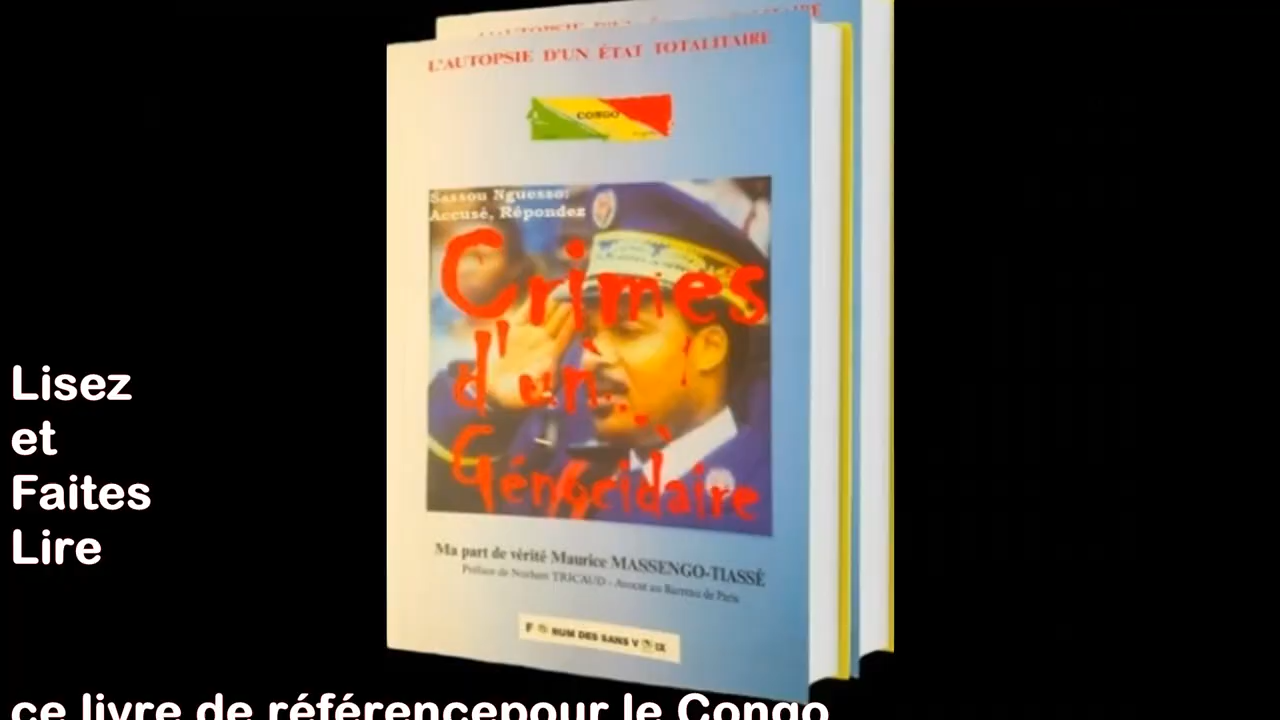 L'AUTOPSIE D'UN ÉTAT TOTALITAIRE
CONGO
Sassou Nguesso:
Accusé, Répondez
Crimes
d'un
Génocidaire
Ma part de vérité Maurice MASSENGO-TIASSÉ
Préface de Norbert TRICAUD - Avocat au Barreau de Paris
FORUM DES SANS VOIX
Lisez
et
Faites
Lire
ce livre de référencepour le Congo